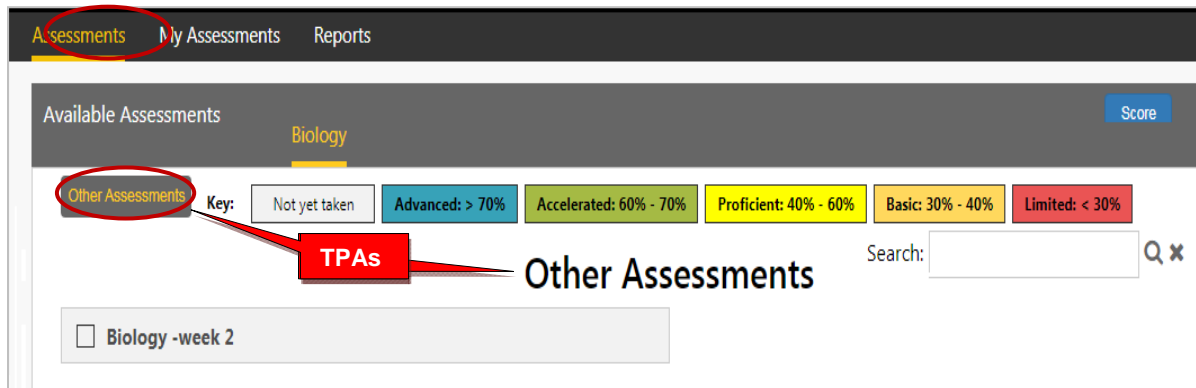 Assessments My Assessments Reports
Available Assessments
Biology
Score
Other Assessments
Key: Not yet taken Advanced: > 70% Accelerated: 60% - 70% Proficient: 40% - 60% Basic: 30% - 40% Limited: < 30%
TPAs
Other Assessments
Search:
Biology -week 2